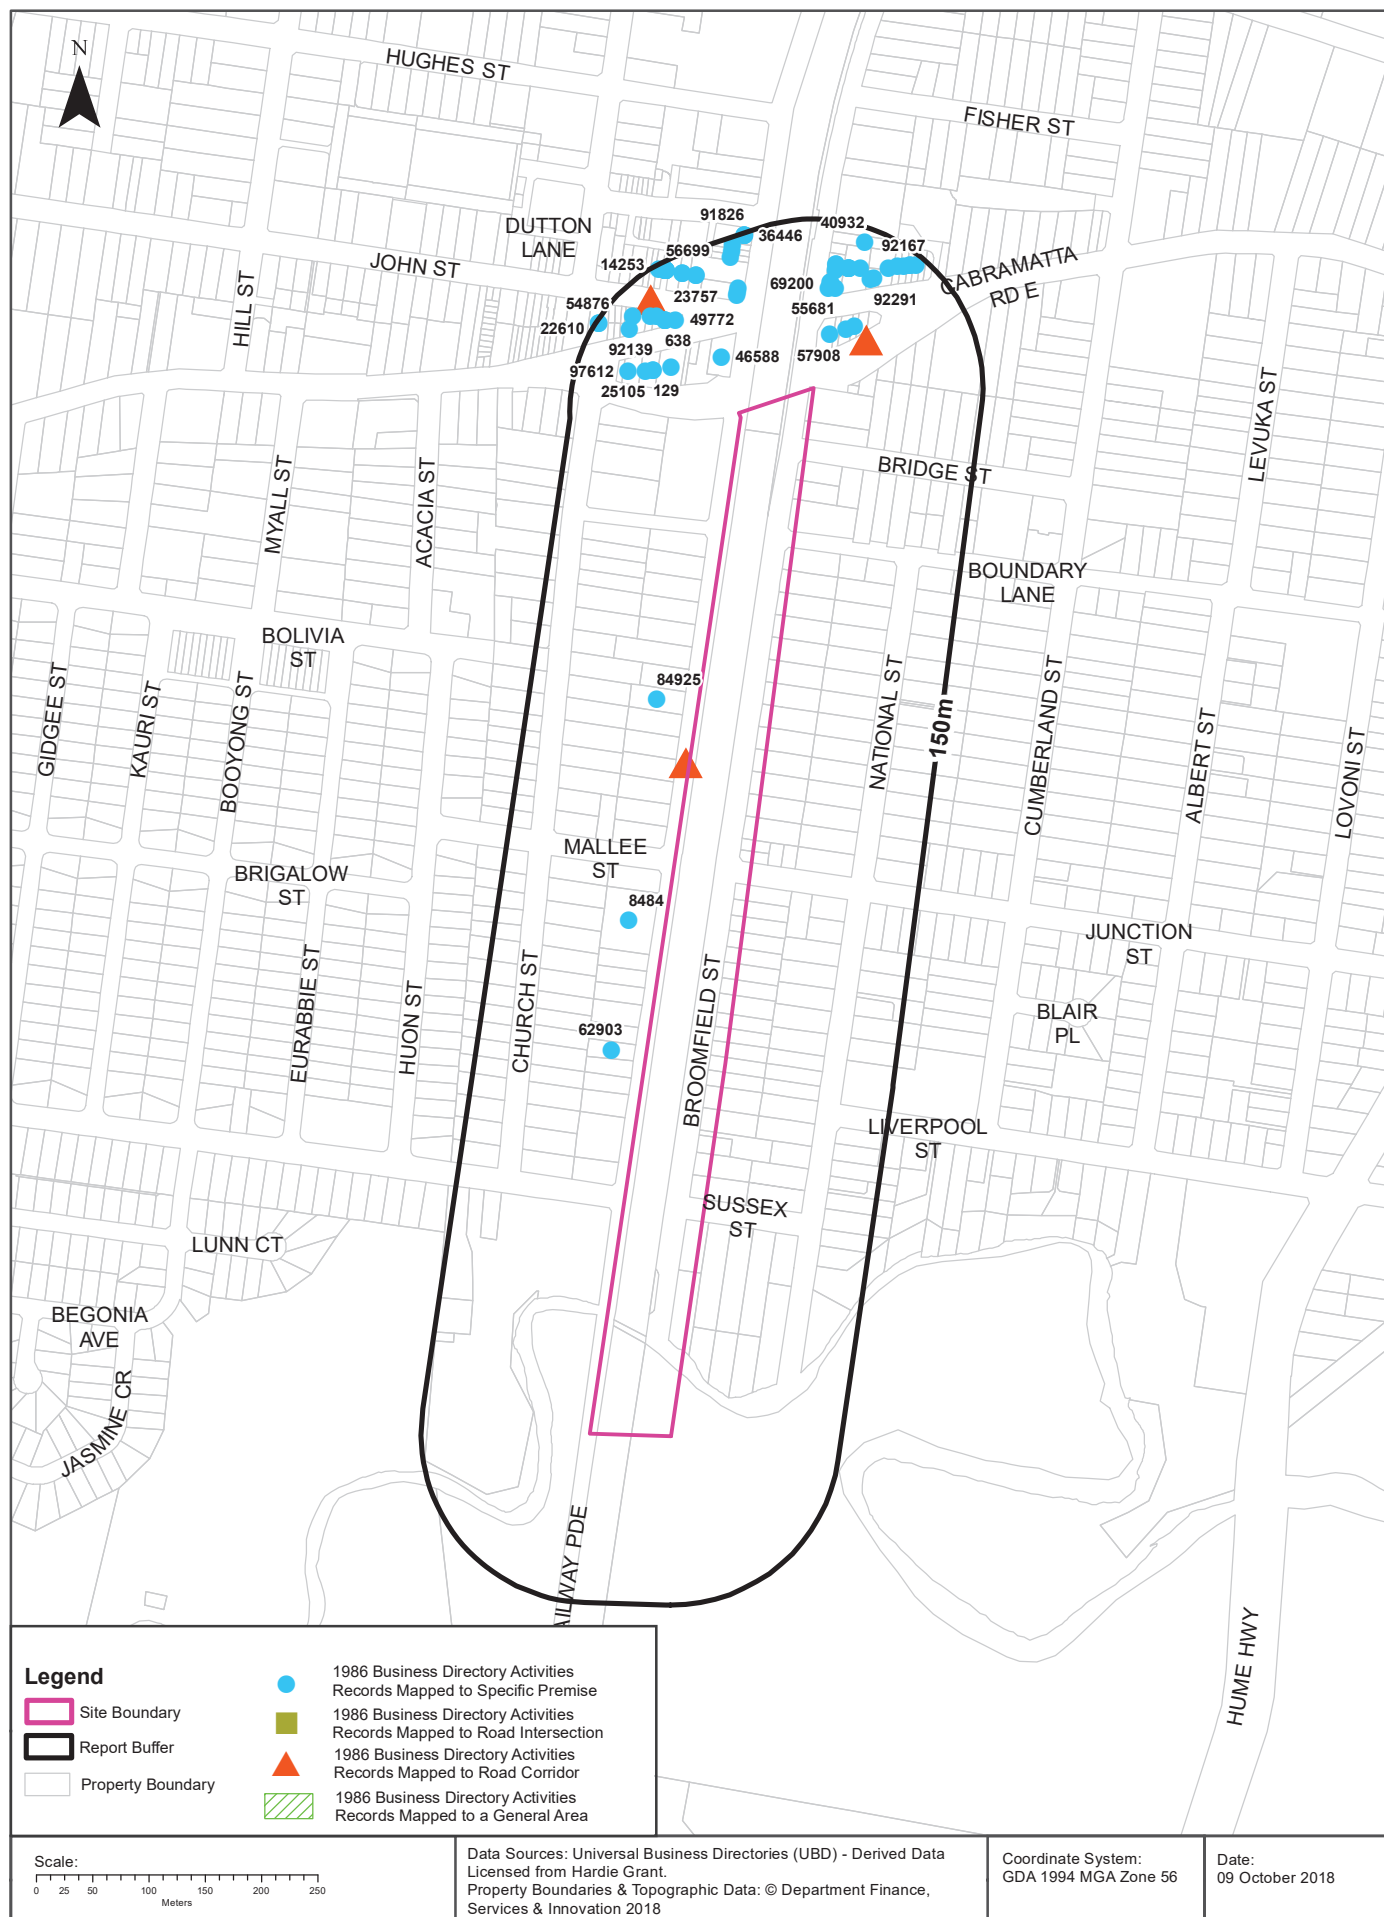 N
HUGHES ST
FISHER ST
91826
40932
DUTTON
LANE
36446
56699
92167
JOHN ST
14253
CABRAMATTA
RD E
HILL ST
69200
23757
92291
54876
55681
22610
49772
638
92139
46588
57908
97612
25105
129
LEVUKA ST
BRIDGE ST
MYALL ST
ACACIA ST
BOUNDARY
LANE
BOLIVIA
ST
84925
GIDGEE ST
KAURI ST
BOOYONG ST
NATIONAL ST
150m
CUMBERLAND ST
ALBERT ST
LOVONI ST
MALLEE
ST
BRIGALOW
ST
8484
JUNCTION
ST
EURABBIE ST
HUON ST
CHURCH ST
BROOMFIELD ST
BLAIR
PL
62903
LIVERPOOL
ST
SUSSEX
ST
LUNN CT
BEGONIA
AVE
JASMINE CR
AILWAY PDE
HUME HWY
Legend
Site Boundary
Report Buffer
Property Boundary
1986 Business Directory Activities
Records Mapped to Specific Premise
1986 Business Directory Activities
Records Mapped to Road Intersection
1986 Business Directory Activities
Records Mapped to Road Corridor
1986 Business Directory Activities
Records Mapped to a General Area
Scale:
0 25 50 100 150 200 250
Meters
Data Sources: Universal Business Directories (UBD) - Derived Data
Licensed from Hardie Grant.
Property Boundaries & Topographic Data: © Department Finance,
Services & Innovation 2018
Coordinate System:
GDA 1994 MGA Zone 56
Date:
09 October 2018